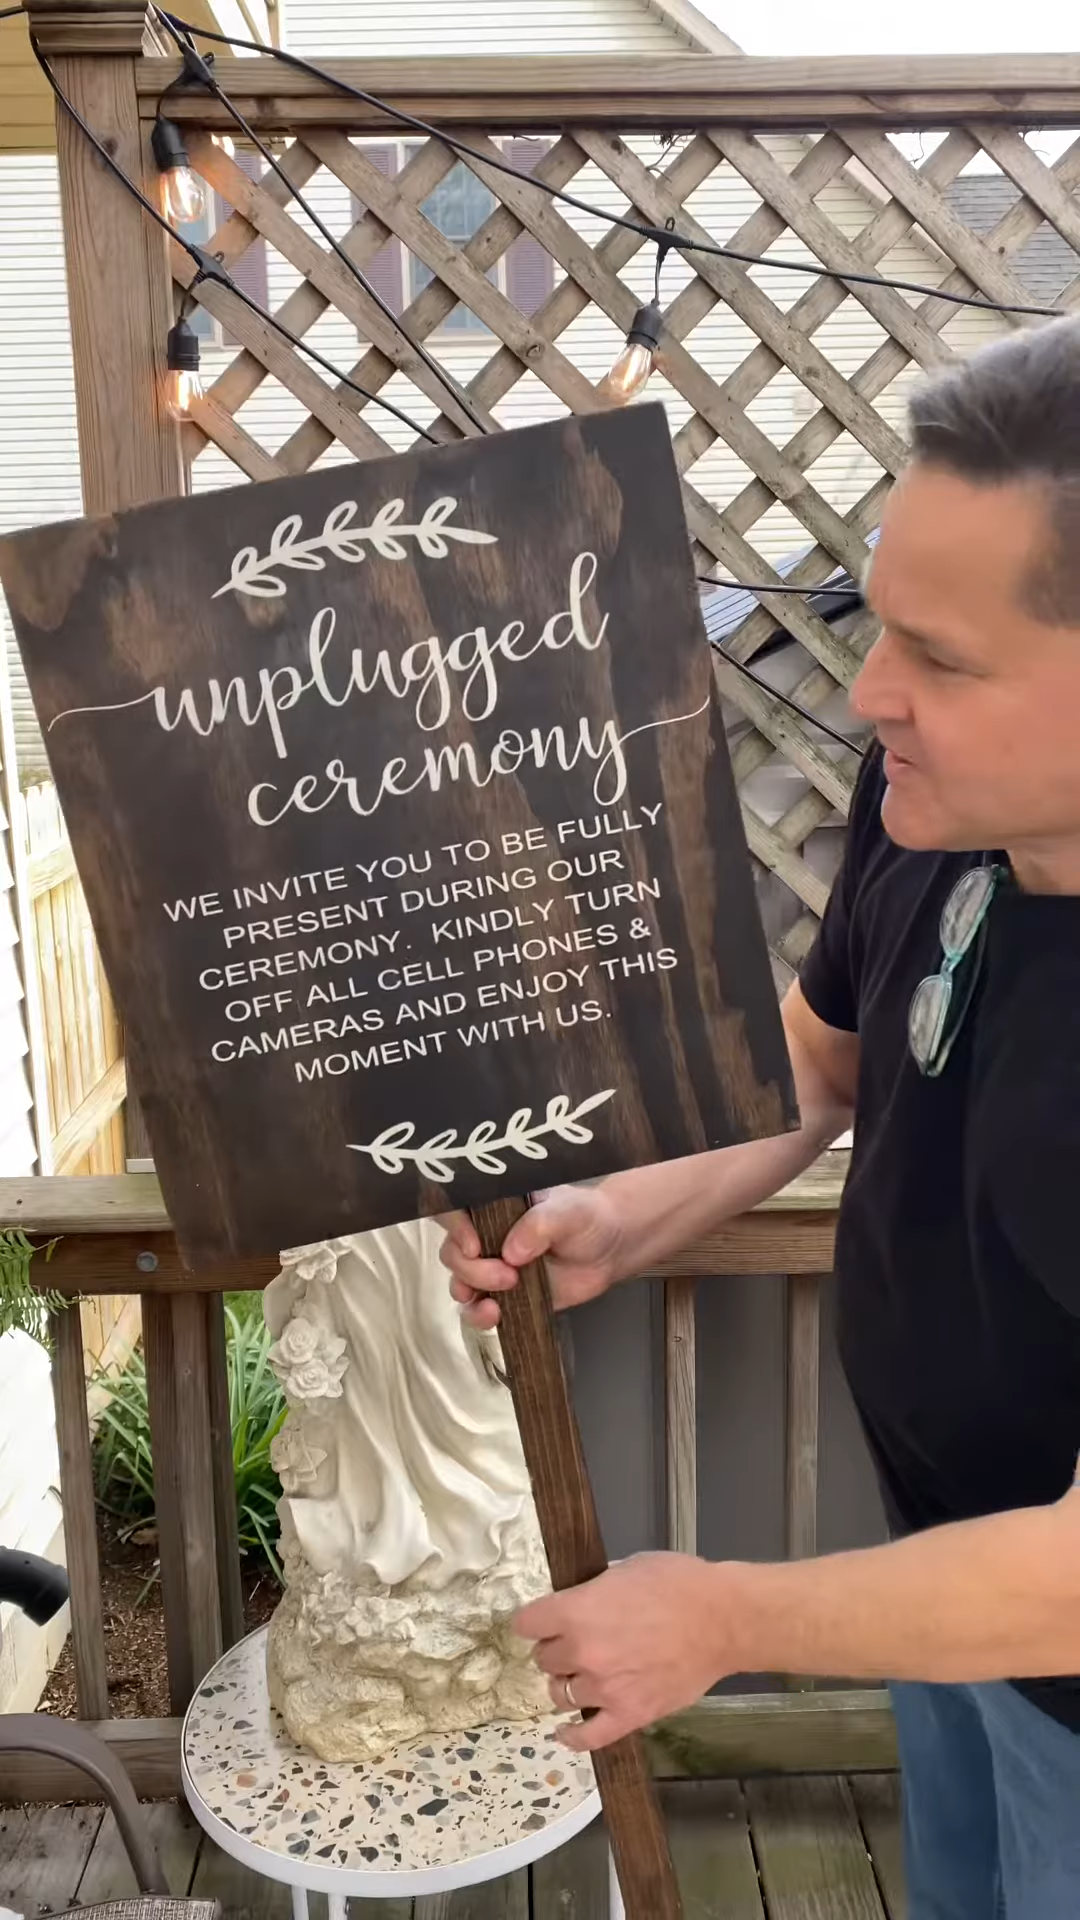 unplugged
ceremony
WE INVITE YOU TO BE FULLY
PRESENT DURING OUR
CEREMONY. KINDLY TURN
OFF ALL CELL PHONES &
CAMERAS AND ENJOY THIS
MOMENT WITH US.